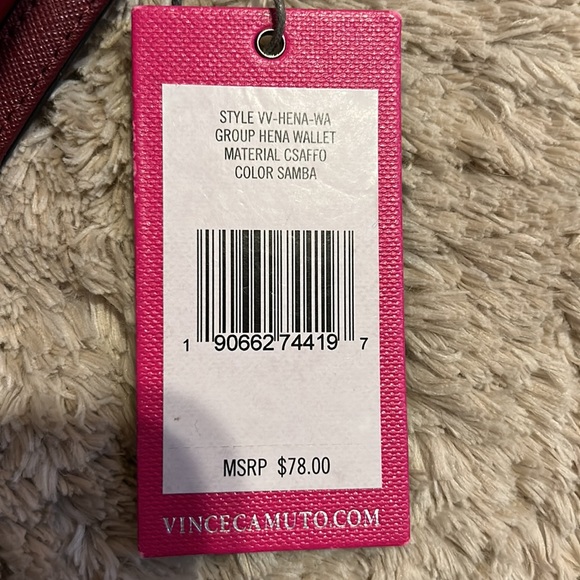 STYLE VV-HENA-WA
GROUP HENA WALLET
MATERIAL CSAFFO
COLOR SAMBA
1 90662 74419 7
MSRP $78.00
VINCECAMUTO.COM